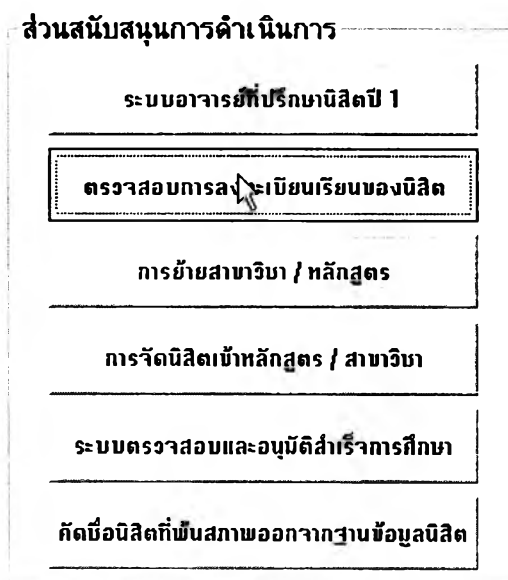 ส่วนสนับสนุนการดำเนินการ
ระบบอาจารย์ที่ปรึกษานิสิตปี 1
ตรวจสอบการลงทะเบียนเรียนของนิสิต
การย้ายสาขาวิชา / หลักสูตร
การจัดนิสิตเข้าหลักสูตร / สาขาวิชา
ระบบตรวจสอบและอนุมัติสำเร็จการศึกษา
คัดชื่อนิสิตที่พ้นสภาพออกจากฐานข้อมูลนิสิต